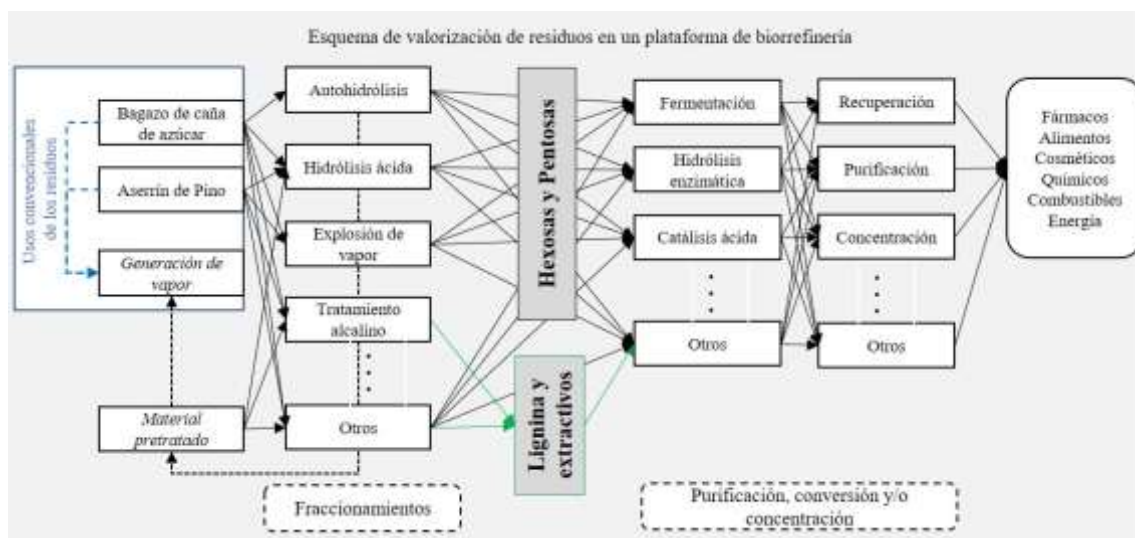 Esquema de valorización de residuos en un plataforma de biorrefinería
Usos convencionales
de los residuos
Bagazo de caña
de azúcar
Aserrín de Pino
Generación de
vapor
Material
pretratado
Autohidrólisis
Hidrólisis ácida
Explosión de
vapor
Tratamiento
alcalino
Otros
Fraccionamientos
Hexosas y Pentosas
Lignina y
extractivos
Fermentación
Hidrólisis
enzimática
Catálisis ácida
Otros
Recuperación
Purificación
Concentración
Otros
Purificación, conversión y/o
concentración
Fármacos
Alimentos
Cosméticos
Químicos
Combustibles
Energía